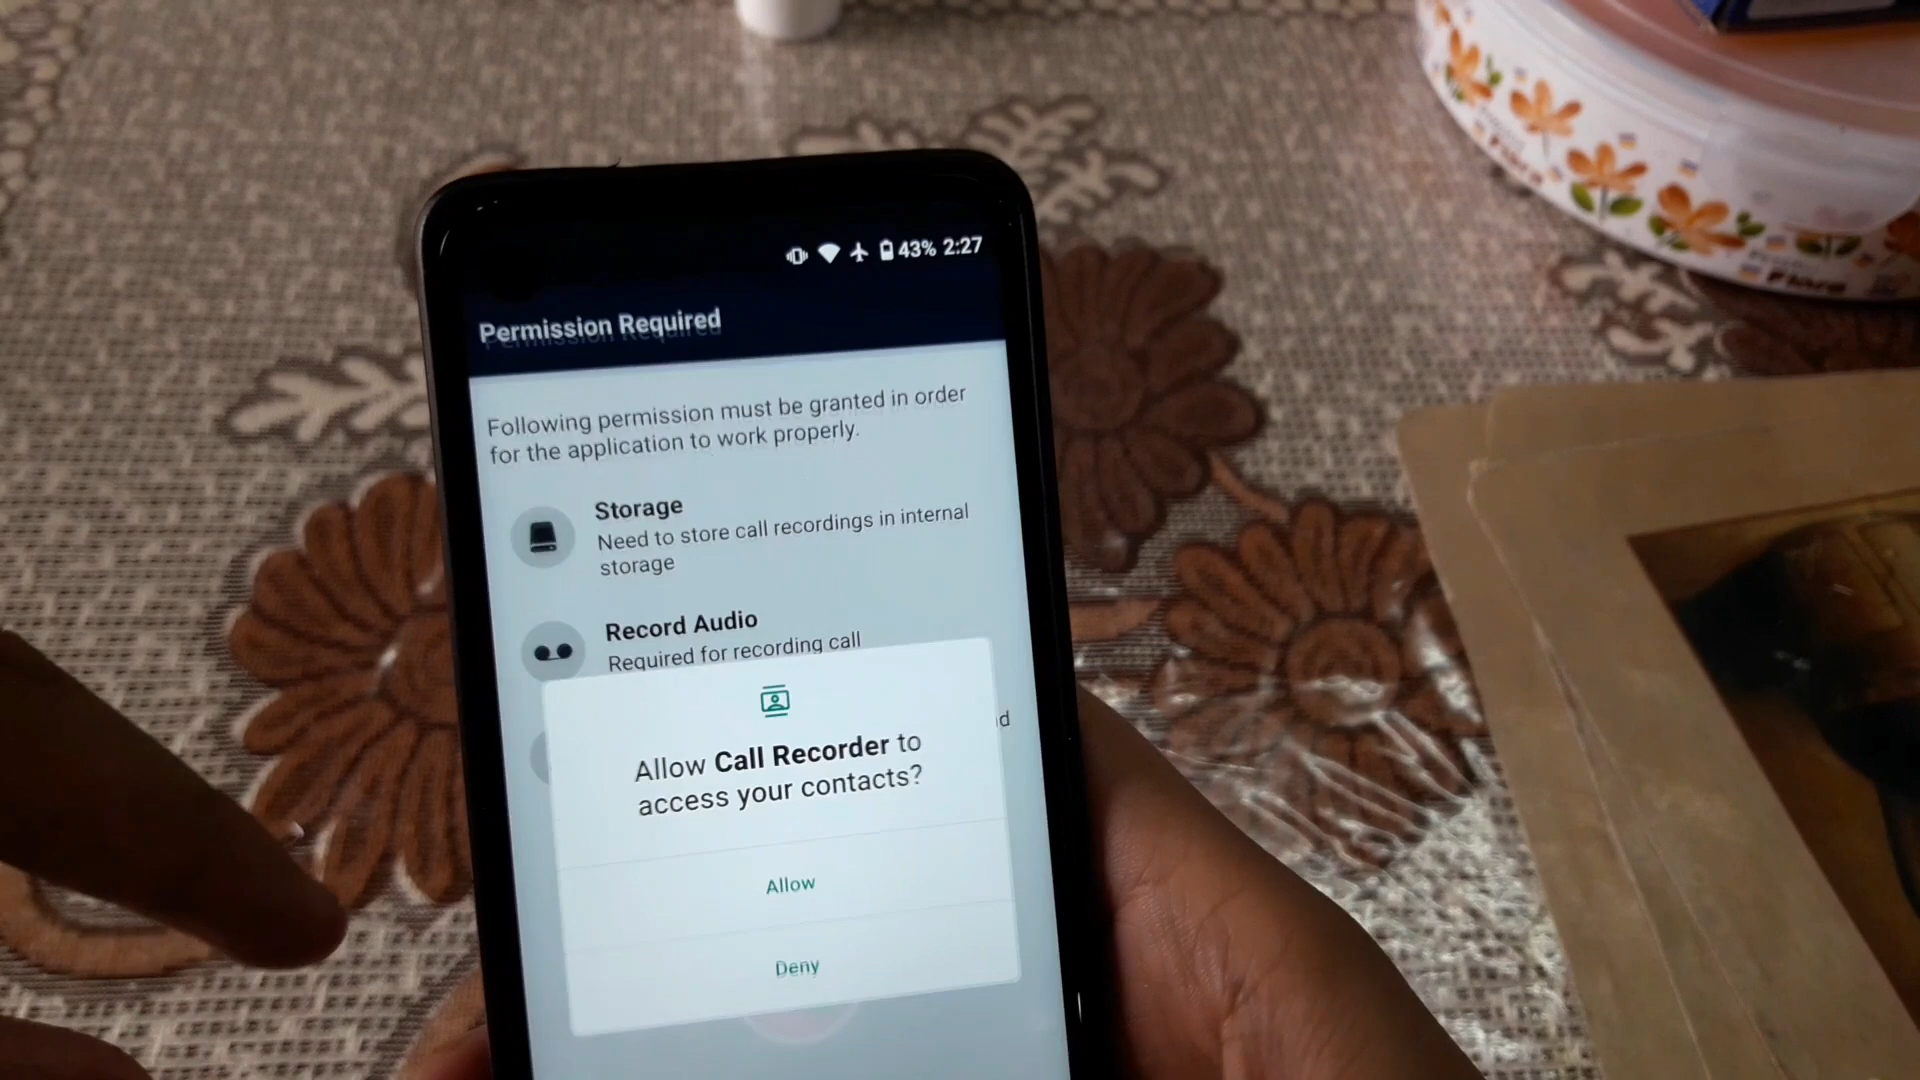 43% 2:27
Permission Required
Following permission must be granted in order
for the application to work properly.
Storage
Need to store call recordings in internal
storage
Record Audio
Required for recording call
Allow Call Recorder to
access your contacts?
Allow
Deny
Fiora
Fiora